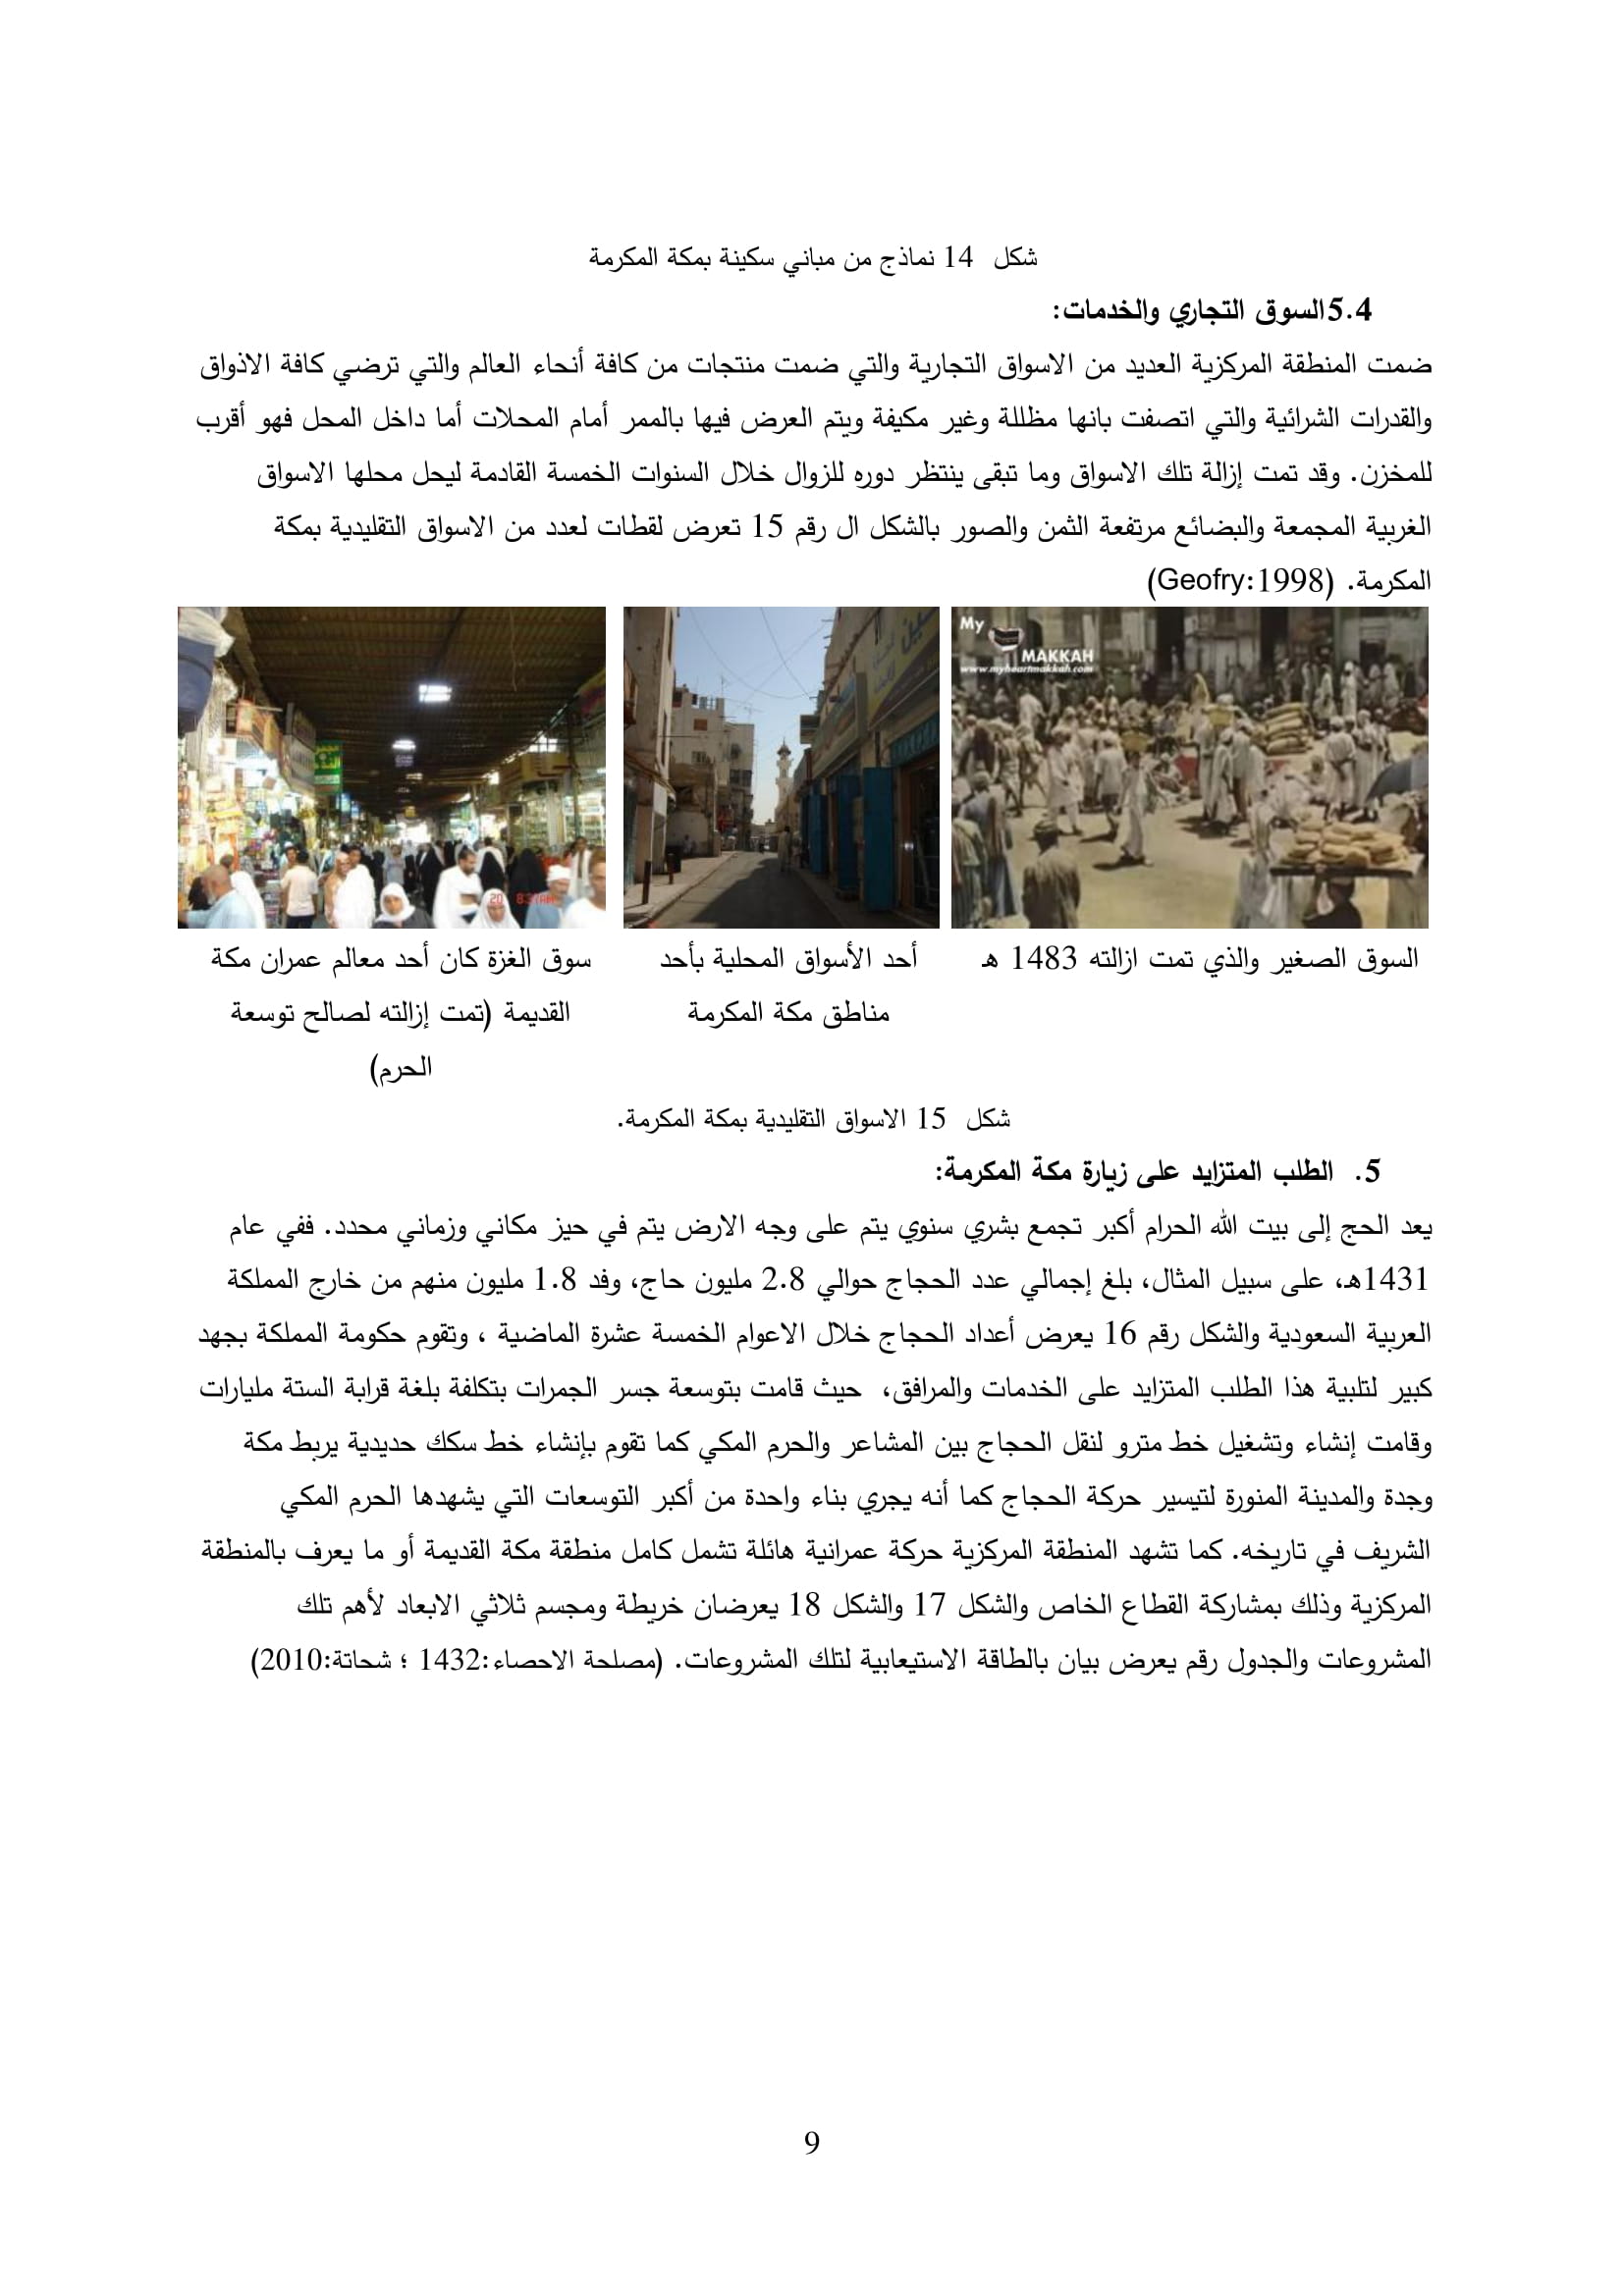 شكل 14 نماذج من مباني سكينة بمكة المكرمة
5.4السوق التجاري والخدمات:
ضمت المنطقة المركزية العديد من الاسواق التجارية والتي ضمت منتجات من كافة أنحاء العالم والتي ترضي كافة الاذواق
والقدرات الشرائية والتي اتصفت بانها مظللة وغير مكيفة ويتم العرض فيها بالممر أمام المحلات أما داخل المحل فهو أقرب
للمخزن. وقد تمت إزالة تلك الاسواق وما تبقى ينتظر دوره للزوال خلال السنوات الخمسة القادمة ليحل محلها الاسواق
الغربية المجمعة والبضائع مرتفعة الثمن والصور بالشكل ال رقم 15 تعرض لقطات لعدد من الاسواق التقليدية بمكة
المكرمة. (Geofry:1998)
My
MAKKAH
www.myheartmakkah.com
السوق الصغير والذي تمت ازالته 1483 هـ
أحد الأسواق المحلية بأحد
مناطق مكة المكرمة
سوق الغزة كان أحد معالم عمران مكة
القديمة (تمت إزالته لصالح توسعة
الحرم)
شكل 15 الاسواق التقليدية بمكة المكرمة.
5. الطلب المتزايد على زيارة مكة المكرمة:
يعد الحج إلى بيت الله الحرام أكبر تجمع بشري سنوي يتم على وجه الارض يتم في حيز مكاني وزماني محدد. ففي عام
1431هـ، على سبيل المثال، بلغ إجمالي عدد الحجاج حوالي 2.8 مليون حاج، وفد 1.8 مليون منهم من خارج المملكة
العربية السعودية والشكل رقم 16 يعرض أعداد الحجاج خلال الاعوام الخمسة عشرة الماضية ، وتقوم حكومة المملكة بجهد
كبير لتلبية هذا الطلب المتزايد على الخدمات والمرافق، حيث قامت بتوسعة جسر الجمرات بتكلفة بلغة قرابة الستة مليارات
وقامت إنشاء وتشغيل خط مترو لنقل الحجاج بين المشاعر والحرم المكي كما تقوم بإنشاء خط سكك حديدية يربط مكة
وجدة والمدينة المنورة لتيسير حركة الحجاج كما أنه يجري بناء واحدة من أكبر التوسعات التي يشهدها الحرم المكي
الشريف في تاريخه. كما تشهد المنطقة المركزية حركة عمرانية هائلة تشمل كامل منطقة مكة القديمة أو ما يعرف بالمنطقة
المركزية وذلك بمشاركة القطاع الخاص والشكل 17 والشكل 18 يعرضان خريطة ومجسم ثلاثي الابعاد لأهم تلك
المشروعات والجدول رقم يعرض بيان بالطاقة الاستيعابية لتلك المشروعات. (مصلحة الاحصاء:1432 ؛ شحاتة:2010)
9